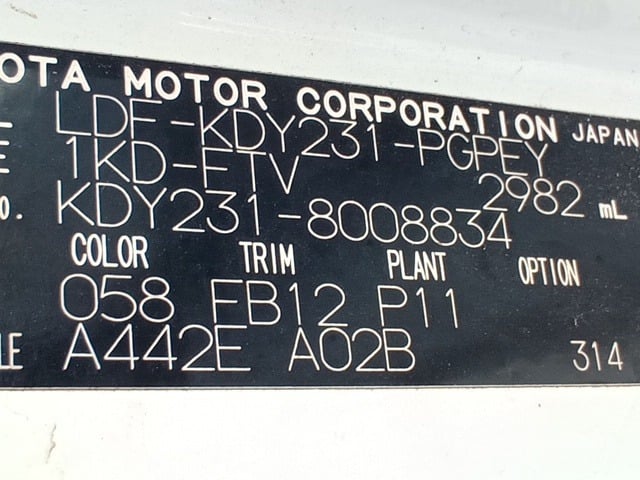 OTA MOTOR CORPORATION JAPAN
L LDF-KDY231-PGPEY
E 1KD-FTV 2982 mL
O. KDY231-8008834
COLOR TRIM PLANT OPTION
058 FB12 P11
LE A442E A02B 314